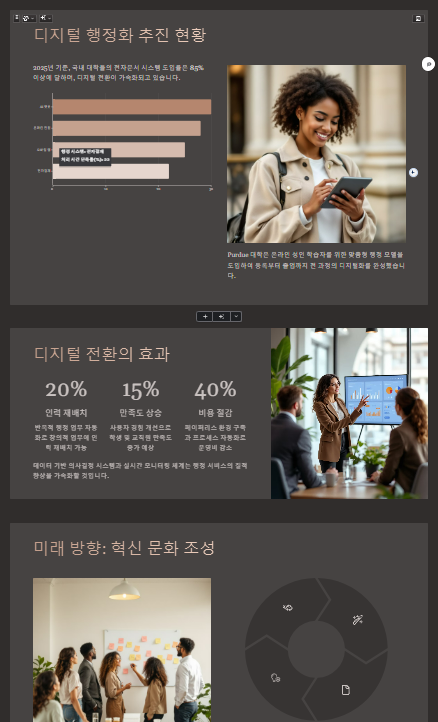 디지털 행정화 추진 현황
2025년 기준, 국내 대학들의 전자문서 시스템 도입률은 85%
이상에 달하며, 디지털 전환이 가속화되고 있습니다.
행정 시스템: 전자결재
Purdue 대학은 온라인 성인 학습자를 위한 맞춤형 행정 모델을
도입하여 등록부터 졸업까지 전 과정의 디지털화를 완성했습니
다.
디지털 전환의 효과
20%
15%
40%
인력 재배치
만족도 상승
비용 절감
반복적 행정 업무 자동
화로 창의적 업무에 인
력 재배치 가능
사용자 경험 개선으로
학생 및 교직원 만족도
증가 예상
페이퍼리스 환경 구축
과 프로세스 자동화로
운영비 감소
데이터 기반 의사결정 시스템과 실시간 모니터링 체계는 행정 서비스의 질적
향상을 가속화할 것입니다.
미래 방향: 혁신 문화 조성